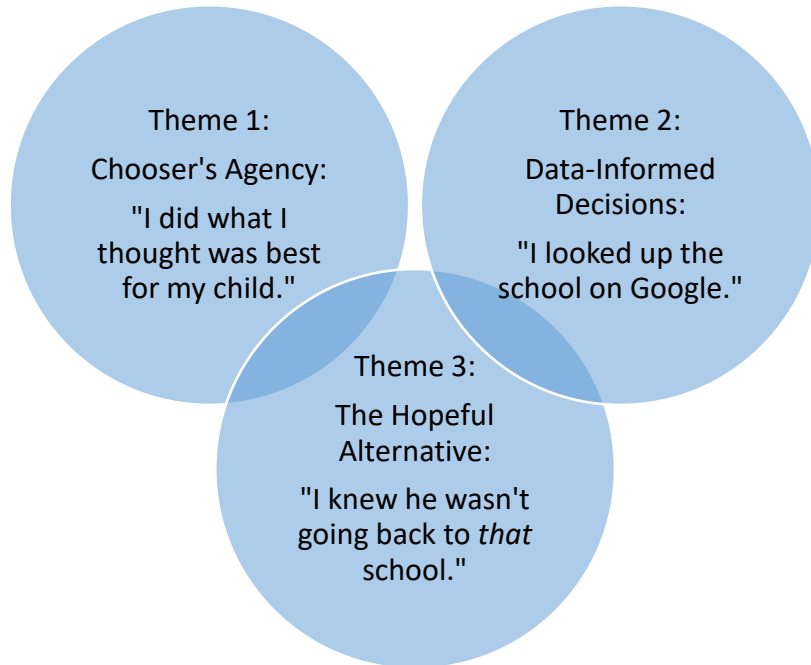 Theme 1:
Chooser's Agency:
"I did what I
thought was best
for my child."
Theme 2:
Data-Informed
Decisions:
"I looked up the
school on Google."
Theme 3:
The Hopeful
Alternative:
"I knew he wasn't
going back to that
school."